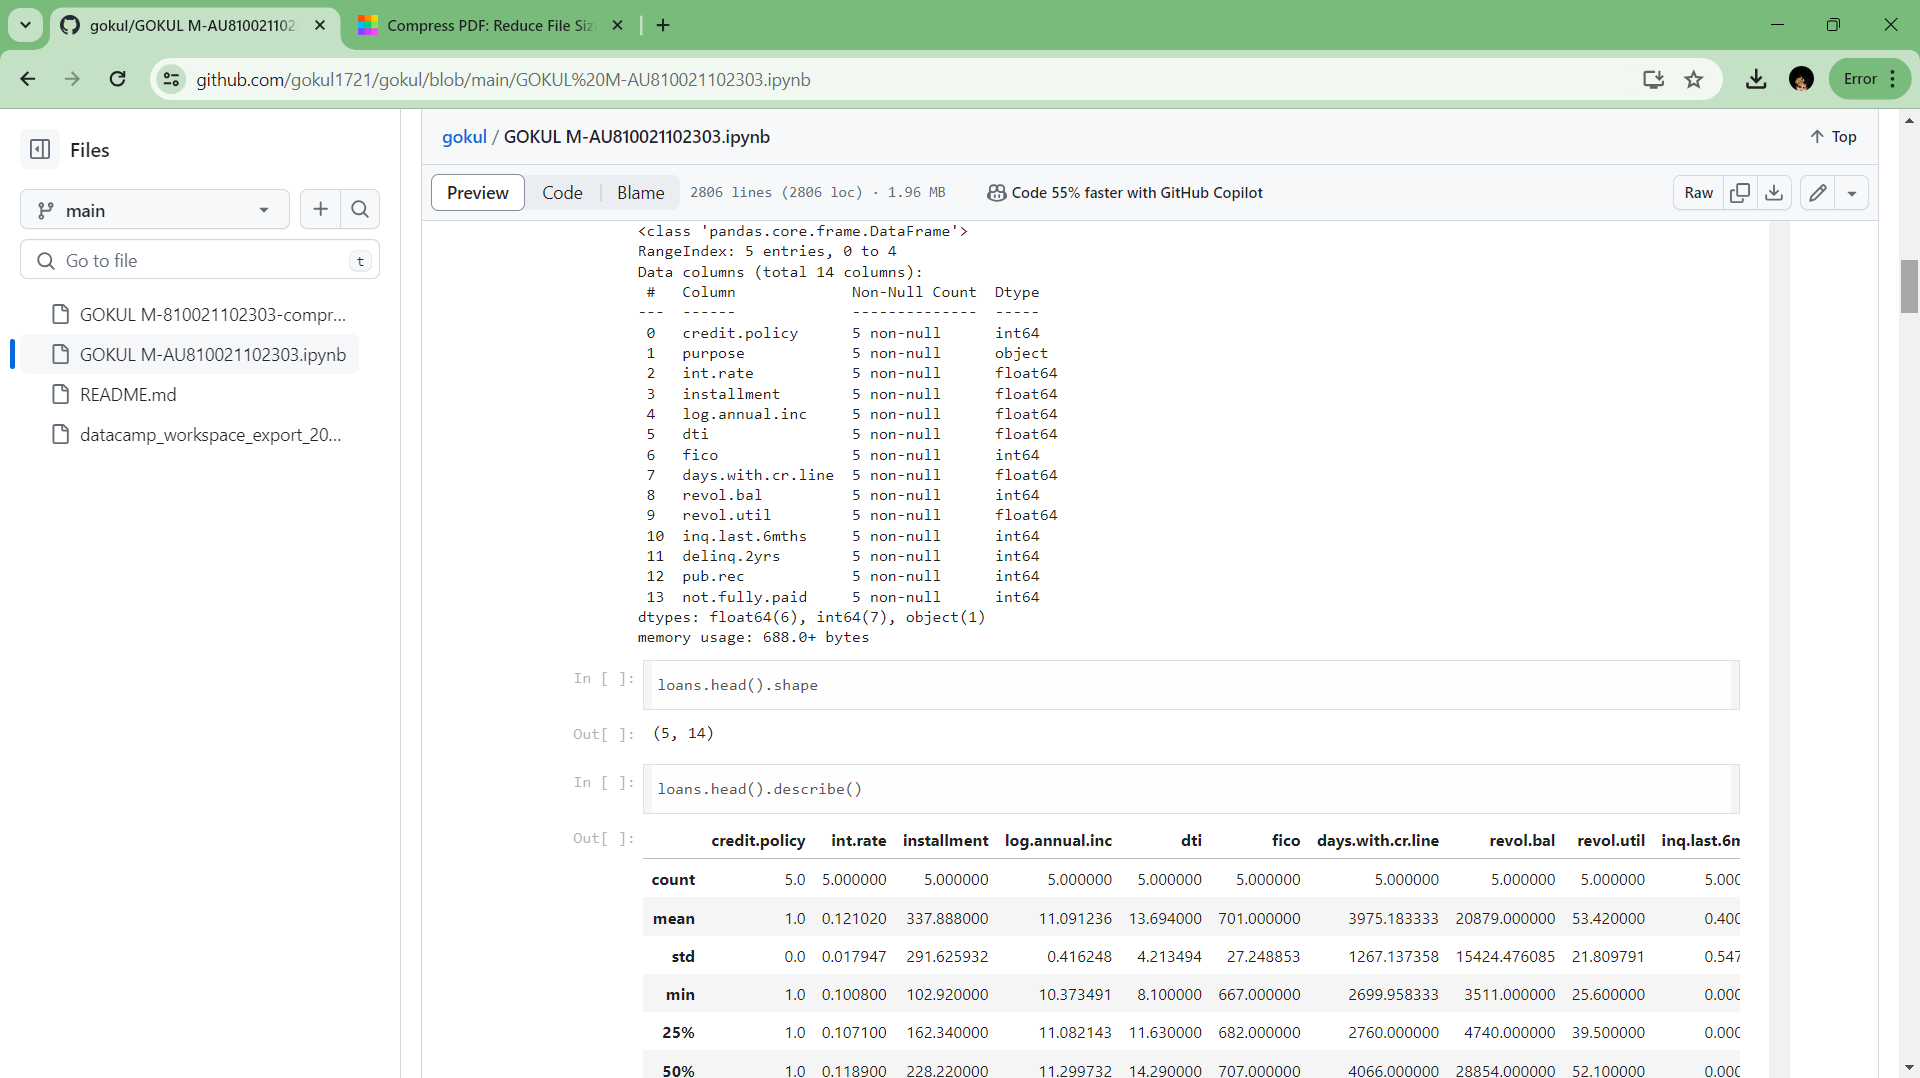 gokul/GOKUL M-AU810021102
Compress PDF: Reduce File Siz
github.com/gokul1721/gokul/blob/main/GOKUL%20M-AU810021102303.ipynb
Error
Files
main
Go to file
t
GOKUL M-810021102303-compr...
GOKUL M-AU810021102303.ipynb
README.md
datacamp_workspace_export_20...
gokul / GOKUL M-AU810021102303.ipynb
Top
Preview Code Blame 2806 lines (2806 loc) · 1.96 MB Code 55% faster with GitHub Copilot Raw
<class 'pandas.core.frame.DataFrame'>
RangeIndex: 5 entries, 0 to 4
Data columns (total 14 columns):
# Column Non-Null Count Dtype
--- ------ -------------- -----
0 credit.policy 5 non-null int64
1 purpose 5 non-null object
2 int.rate 5 non-null float64
3 installment 5 non-null float64
4 log.annual.inc 5 non-null float64
5 dti 5 non-null float64
6 fico 5 non-null int64
7 days.with.cr.line 5 non-null float64
8 revol.bal 5 non-null int64
9 revol.util 5 non-null float64
10 inq.last.6mths 5 non-null int64
11 delinq.2yrs 5 non-null int64
12 pub.rec 5 non-null int64
13 not.fully.paid 5 non-null int64
dtypes: float64(6), int64(7), object(1)
memory usage: 688.0+ bytes
In [ ]: loans.head().shape
Out[ ]: (5, 14)
In [ ]: loans.head().describe()
Out[ ]: credit.policy int.rate installment log.annual.inc dti fico days.with.cr.line revol.bal revol.util inq.last.6m
count 5.0 5.000000 5.000000 5.000000 5.000000 5.000000 5.000000 5.000000 5.000000 5.000
mean 1.0 0.121020 337.888000 11.091236 13.694000 701.000000 3975.183333 20879.000000 53.420000 0.400
std 0.0 0.017947 291.625932 0.416248 4.213494 27.248853 1267.137358 15424.476085 21.809791 0.547
min 1.0 0.100800 102.920000 10.373491 8.100000 667.000000 2699.958333 3511.000000 25.600000 0.000
25% 1.0 0.107100 162.340000 11.082143 11.630000 682.000000 2760.000000 4740.000000 39.500000 0.000
50% 1.0 0.118900 228.220000 11.299732 14.290000 707.000000 4066.000000 28854.000000 52.100000 0.000